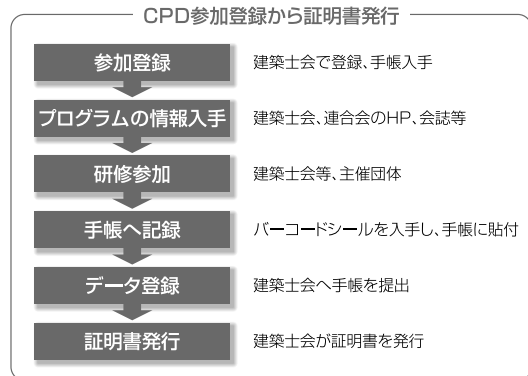 CPD参加登録から証明書発行
参加登録
建築士会で登録、手帳入手
プログラムの情報入手
建築士会、連合会のHP、会誌等
研修参加
建築士会等、主催団体
手帳へ記録
バーコードシールを入手し、手帳に貼付
データ登録
建築士会へ手帳を提出
証明書発行
建築士会が証明書を発行